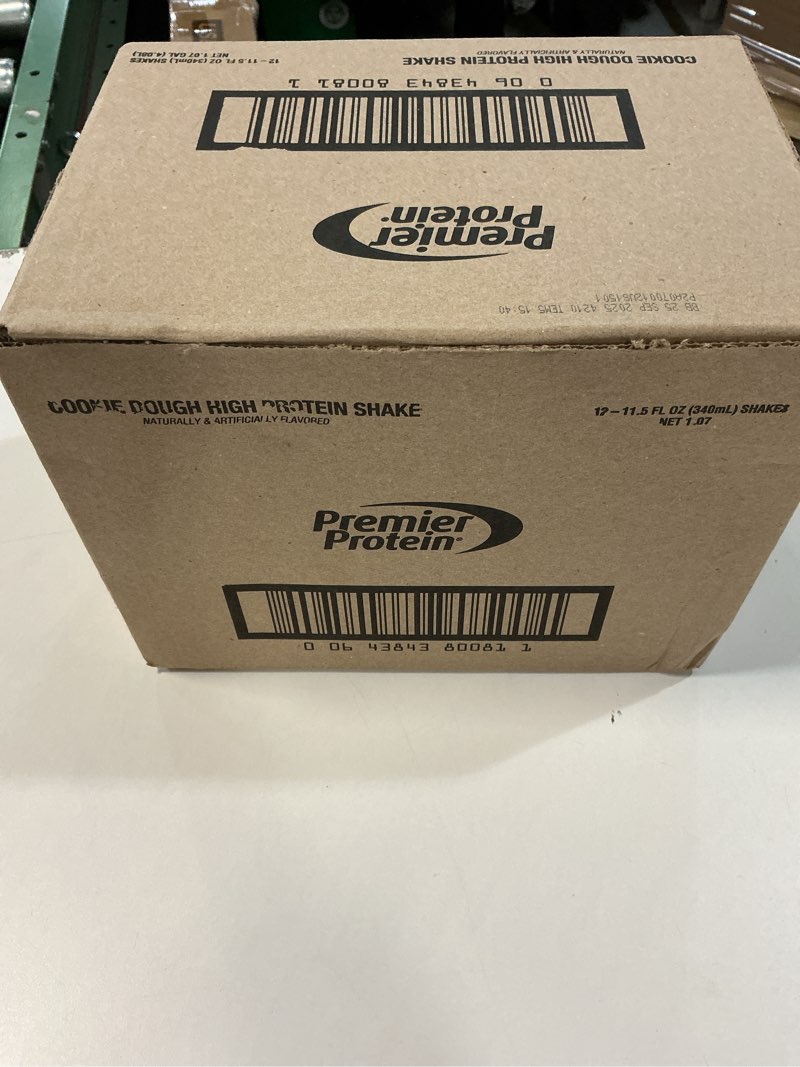 12 – 11.5 FL OZ (340mL) SHAKES
NET 1.07 GAL (4.08L)
COOKIE DOUGH HIGH PROTEIN SHAKE
NATURALLY & ARTIFICIALLY FLAVORED
0 06 43843 80081 1
Premier
Protein®
BB 25 SEP 2025 4210 TEM5 15:40
COOKIE DOUGH HIGH PROTEIN SHAKE
NATURALLY & ARTIFICIALLY FLAVORED
12 – 11.5 FL OZ (340mL) SHAKES
NET 1.07
Premier
Protein®
0 06 43843 80081 1